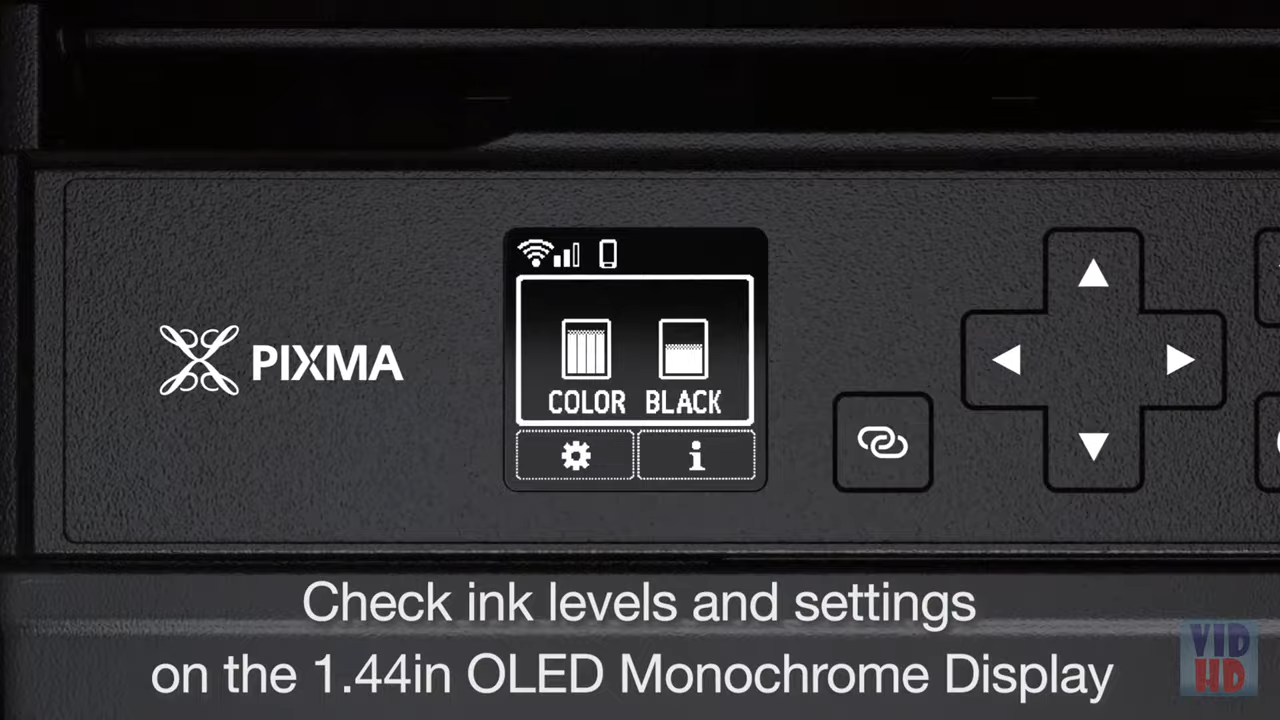 PIXMA
COLOR BLACK
i
Check ink levels and settings
on the 1.44in OLED Monochrome Display
VID
HD